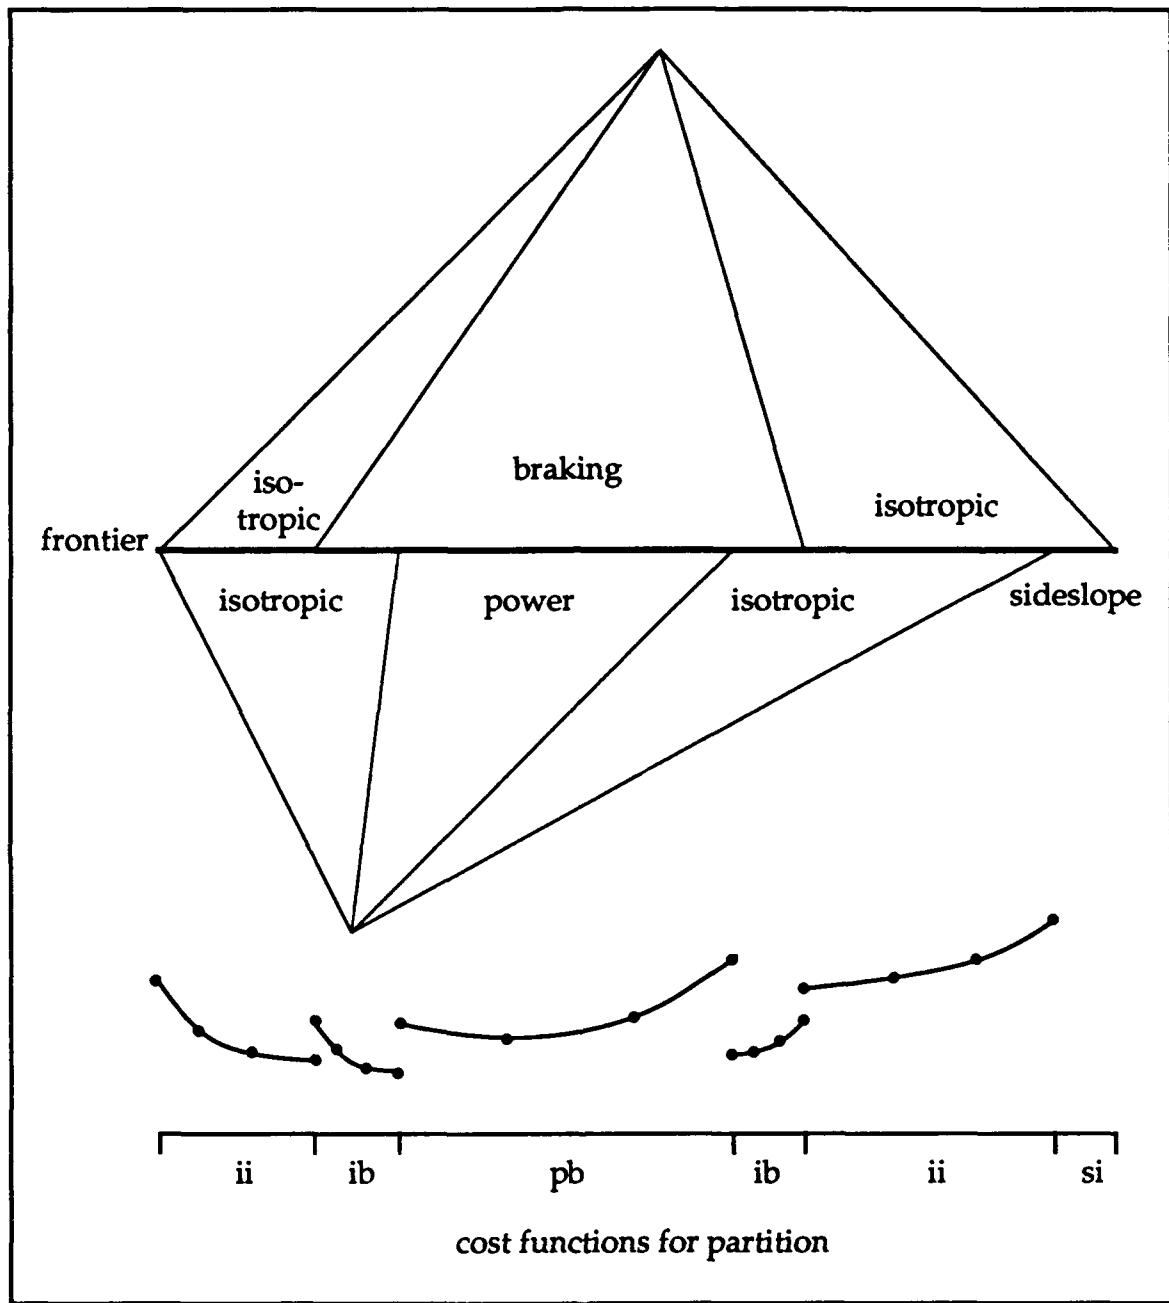 iso-
tropic
braking
isotropic
frontier
isotropic
power
isotropic
sideslope
ii
ib
pb
ib
ii
si
cost functions for partition